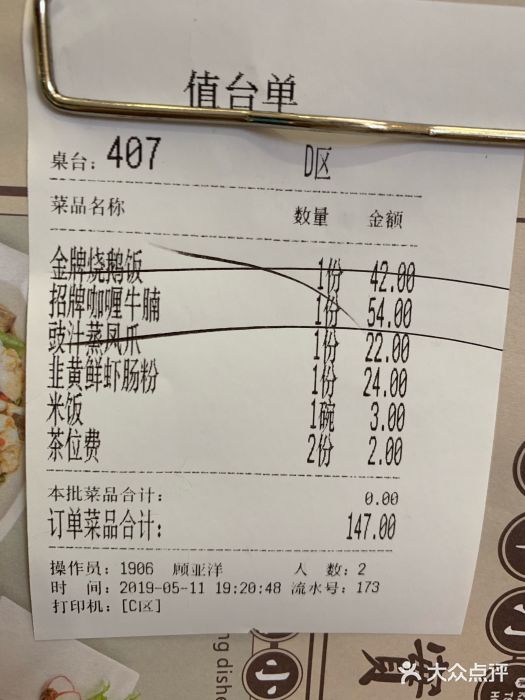 值台单
桌台：407 D区
菜品名称 数量 金额
金牌烧鹅饭 1份 42.00
招牌咖喱牛腩 1份 54.00
豉汁蒸凤爪 1份 22.00
韭黄鲜虾肠粉 1份 24.00
米饭 1碗 3.00
茶位费 2份 2.00
本批菜品合计： 0.00
订单菜品合计： 147.00
操作员：1906 顾亚洋 人 数：2
时 间：2019-05-11 19:20:48 流水号：173
打印机：[C区]
ng dishe
小
大众点评